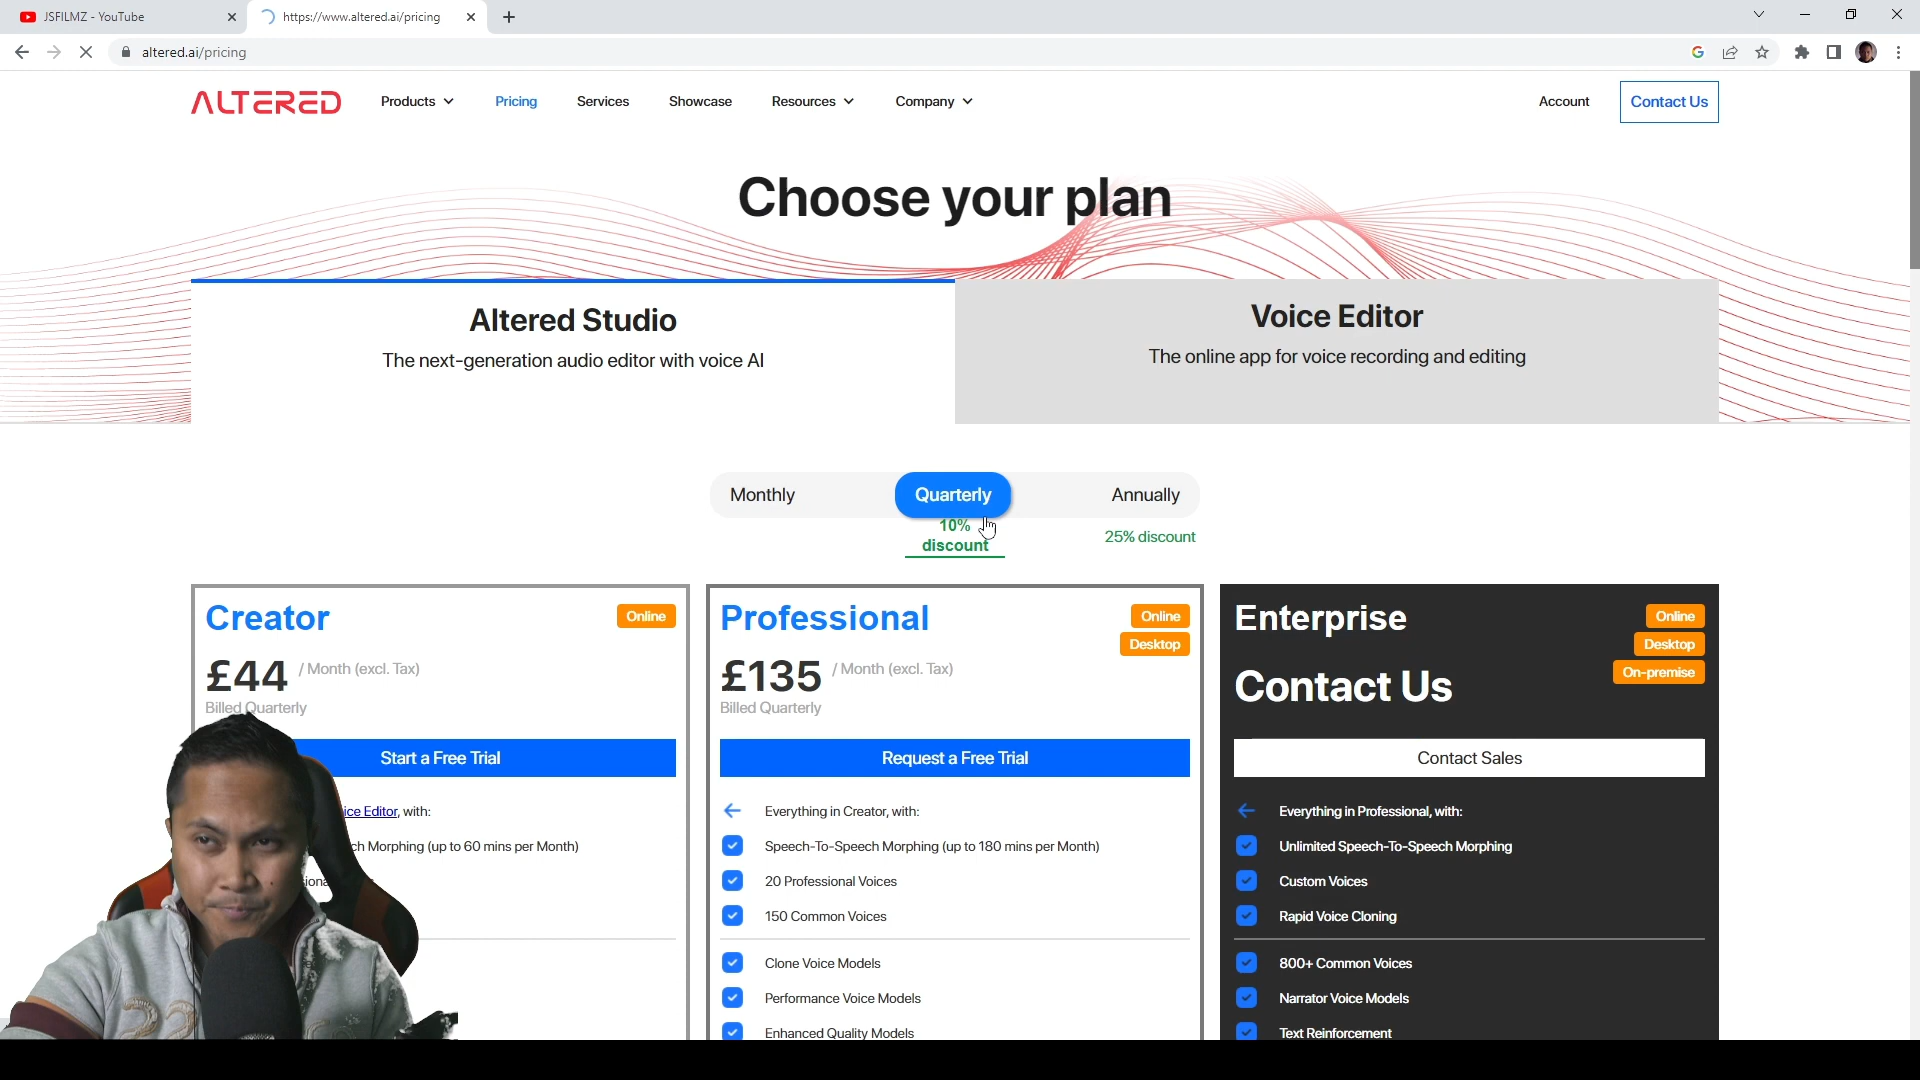 JSFILMZ - YouTube
https://www.altered.ai/pricing
altered.ai/pricing
ALTERED
Products
Pricing
Services
Showcase
Resources
Company
Account
Contact Us
Choose your plan
Altered Studio
The next-generation audio editor with voice AI
Voice Editor
The online app for voice recording and editing
Monthly
Quarterly
Annually
10%
discount
25% discount
Creator
Online
£44 / Month (excl. Tax)
Billed Quarterly
Start a Free Trial
ice Editor, with:
ch Morphing (up to 60 mins per Month)
Professional
Online
Desktop
£135 / Month (excl. Tax)
Billed Quarterly
Request a Free Trial
Everything in Creator, with:
Speech-To-Speech Morphing (up to 180 mins per Month)
20 Professional Voices
150 Common Voices
Clone Voice Models
Performance Voice Models
Enhanced Quality Models
Enterprise
Online
Desktop
On-premise
Contact Us
Contact Sales
Everything in Professional, with:
Unlimited Speech-To-Speech Morphing
Custom Voices
Rapid Voice Cloning
800+ Common Voices
Narrator Voice Models
Text Reinforcement